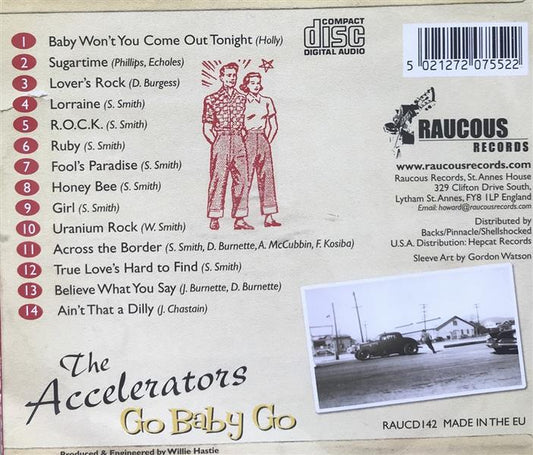 1 Baby Won't You Come Out Tonight (Holly)
2 Sugartime (Phillips, Echoles)
3 Lover's Rock (D. Burgess)
4 Lorraine (S. Smith)
5 R.O.C.K. (S. Smith)
6 Ruby (S. Smith)
7 Fool's Paradise (S. Smith)
8 Honey Bee (S. Smith)
9 Girl (S. Smith)
10 Uranium Rock (W. Smith)
11 Across the Border (S. Smith, D. Burnette, A. McCubbin, F. Kosiba)
12 True Love's Hard to Find (S. Smith)
13 Believe What You Say (J. Burnette, D. Burnette)
14 Ain't That a Dilly (J. Chastain)
COMPACT
disc
DIGITAL AUDIO
5 021272 075522
RAUCOUS
RECORDS
www.raucousrecords.com
Raucous Records, St. Annes House
329 Clifton Drive South,
Lytham St. Annes, FY8 1LP England
Email: howard@raucousrecords.com
Distributed by
Backs/Pinnacle/Shellshocked
U.S.A. Distribution: Hepcat Records
Sleeve Art by Gordon Watson
The
Accelerators
Go Baby Go
RAUCD142 MADE IN THE EU
Produced & Engineered by Willie Hastie